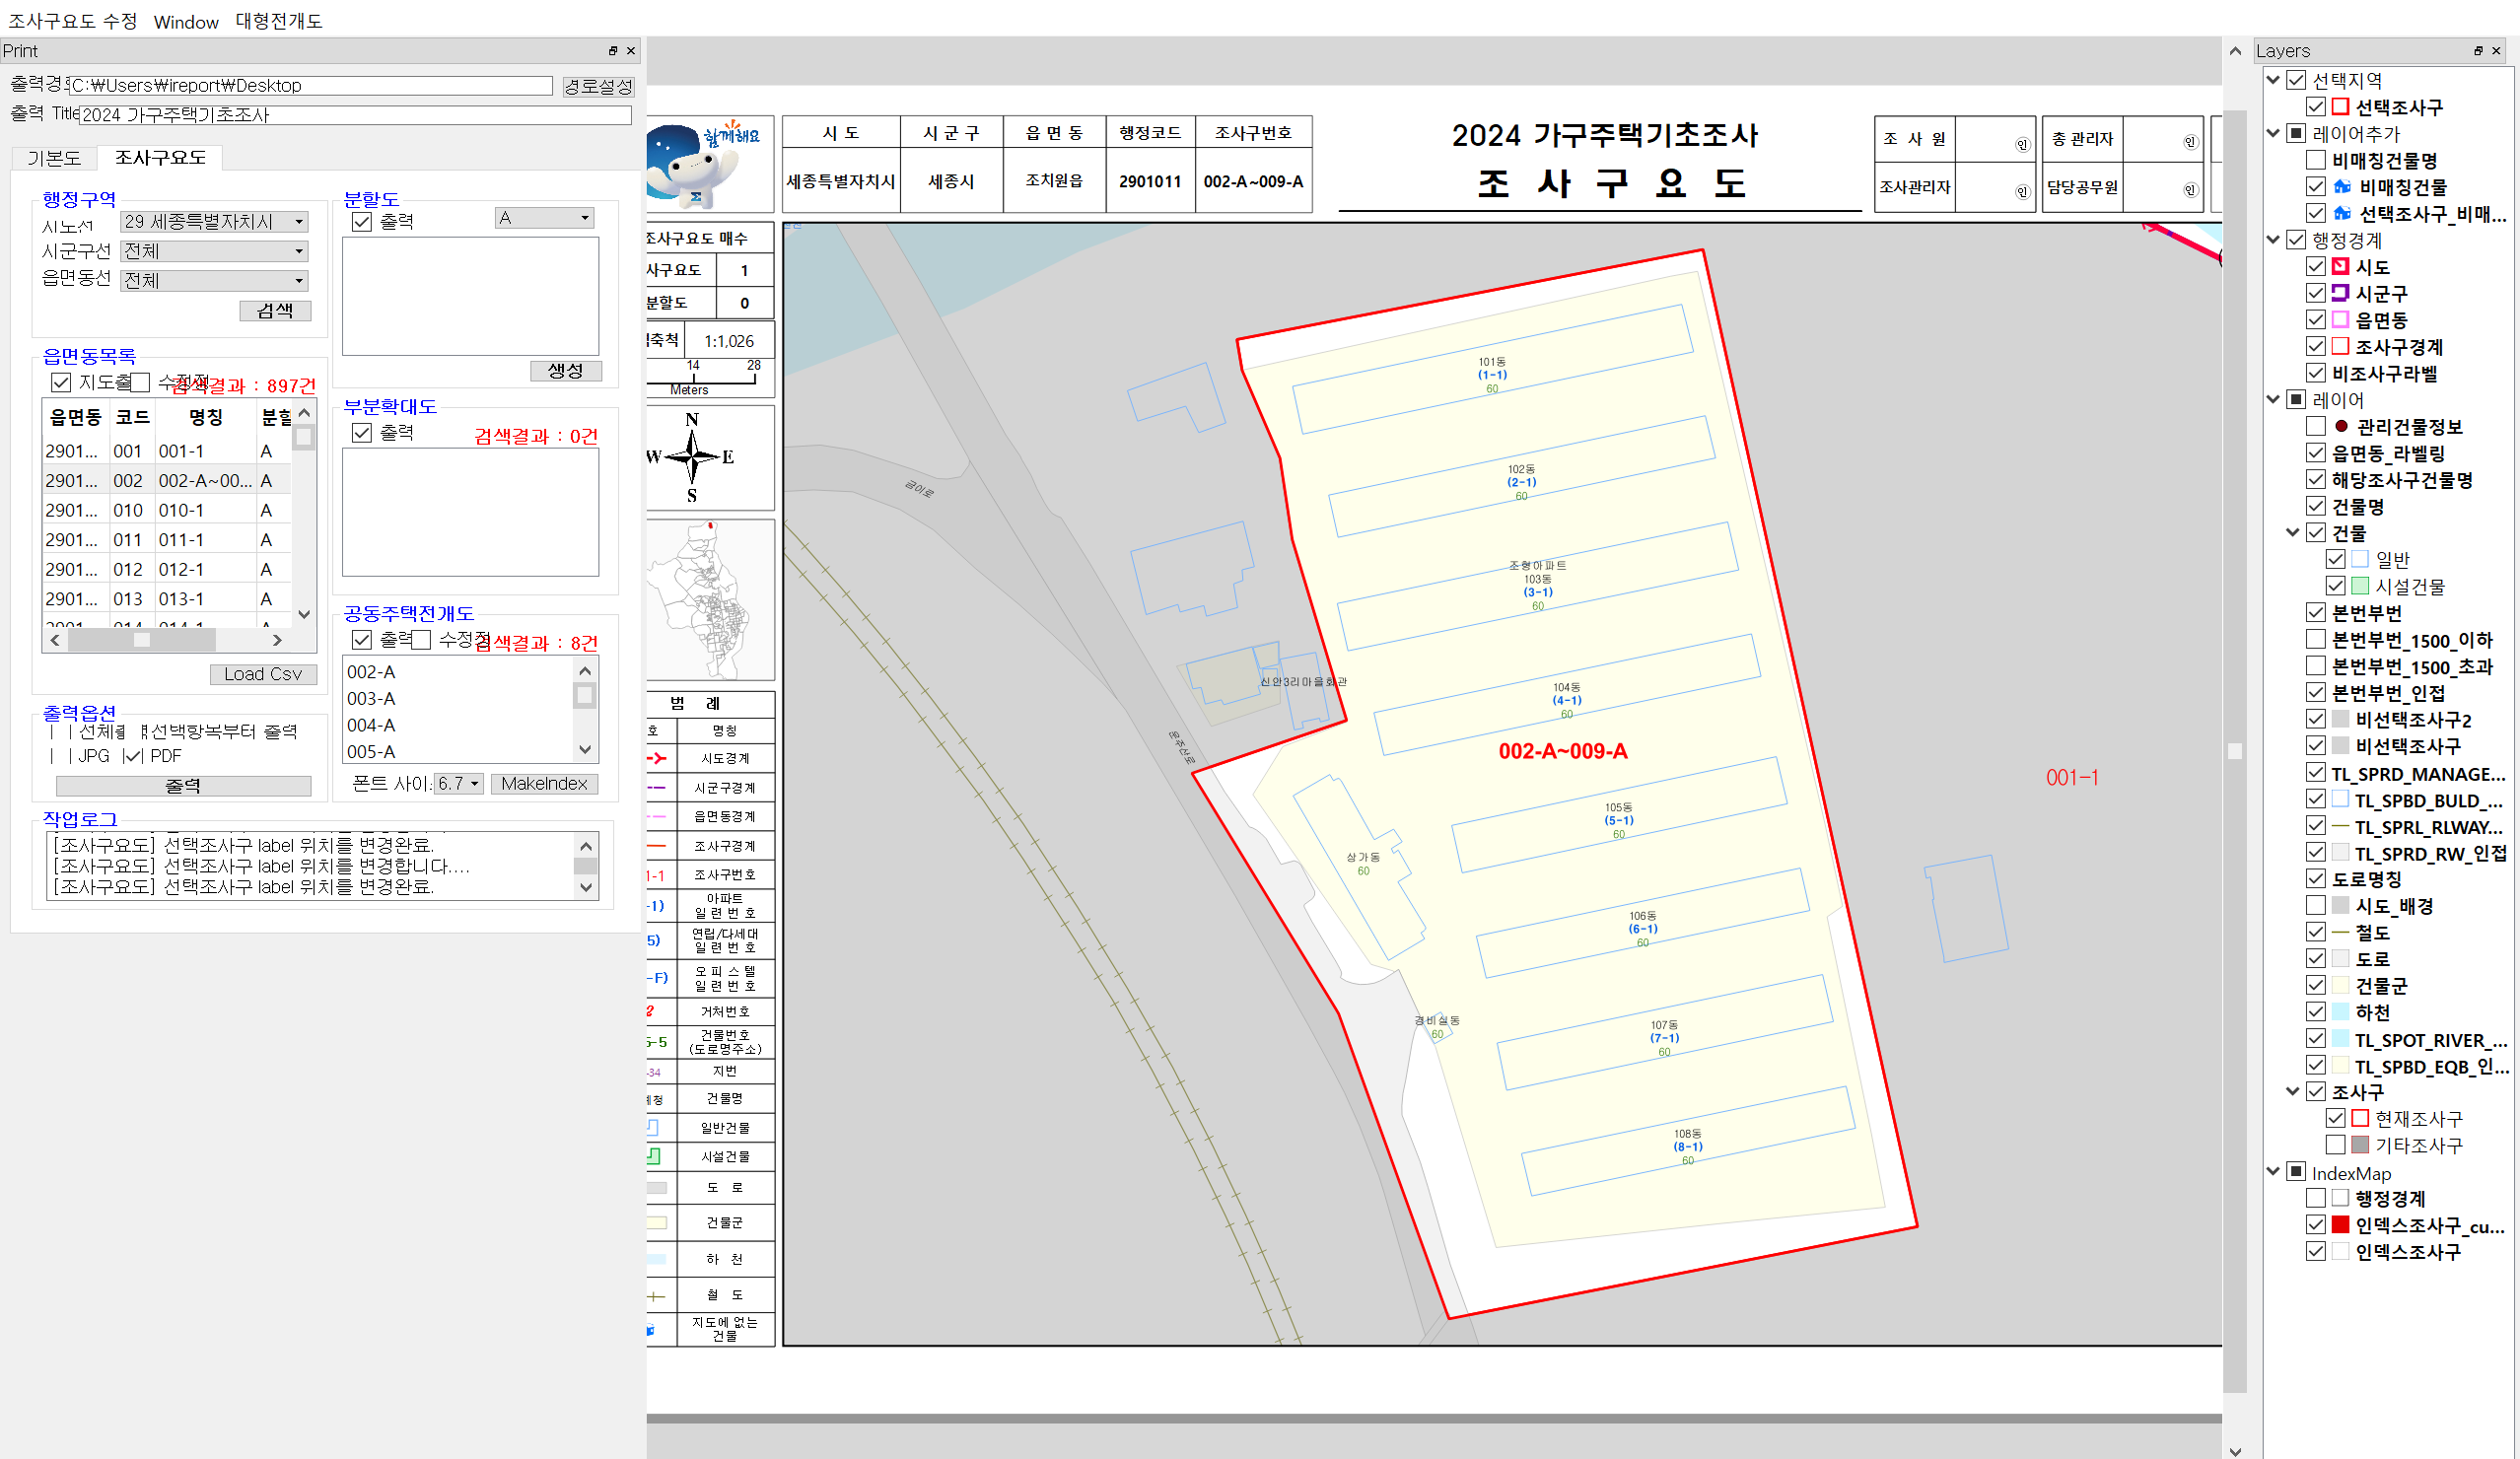 조사구요도 수정 Window 대형전개도
Print
출력경로 C:₩Users₩ireport₩Desktop 경로설정
출력 Title 2024 가구주택기초조사
기본도 조사구요도
행정구역
29 세종특별자치시
시군구선 전체
읍면동선 전체
검색
읍면동목록
지도출 수정점 검색결과 : 897건
읍면동 코드 명칭 분할
2901... 001 001-1 A
2901... 002 002-A~00... A
2901... 010 010-1 A
2901... 011 011-1 A
2901... 012 012-1 A
2901... 013 013-1 A
2901... 014 014-1 A
Load Csv
출력옵션
선택항목부터 출력
JPG PDF
출력
분할도
출력 A
생성
부분확대도
출력 검색결과 : 0건
공동주택전개도
출력 수정점 검색결과 : 8건
002-A
003-A
004-A
005-A
폰트 사이: 6.7 MakeIndex
작업로그
[조사구요도] 선택조사구 label 위치를 변경완료.
[조사구요도] 선택조사구 label 위치를 변경합니다....
[조사구요도] 선택조사구 label 위치를 변경완료.
함께해요
시 도 시 군 구 읍 면 동 행정코드 조사구번호
세종특별자치시 세종시 조치원읍 2901011 002-A~009-A
2024 가구주택기초조사
조 사 구 요 도
조 사 원 인 총 관리자 인
조사관리자 인 담당공무원 인
조사구요도 매수
사구요도 1
분할도 0
축척 1:1,026
14 28
Meters
N
W E
S
범 례
호 명칭
시도경계
시군구경계
읍면동경계
조사구경계
1-1 조사구번호
-1) 아파트
일 련 번 호
5) 연립/다세대
일 련 번 호
-F) 오 피 스 텔
일 련 번 호
2 거처번호
5-5 건물번호
(도로명주소)
-34 지번
건물명
일반건물
시설건물
도 로
건물군
하 천
철 도
지도에 없는
건물
금이로
101동
(1-1)
60
102동
(2-1)
60
조형아파트
103동
(3-1)
60
신안3리마을회관
104동
(4-1)
60
002-A~009-A
001-1
105동
(5-1)
60
상가동
60
106동
(6-1)
60
경비실동
60
107동
(7-1)
60
108동
(8-1)
60
Layers
선택지역
선택조사구
레이어추가
비매칭건물명
비매칭건물
선택조사구_비매...
행정경계
시도
시군구
읍면동
조사구경계
비조사구라벨
레이어
관리건물정보
읍면동_라벨링
해당조사구건물명
건물명
건물
일반
시설건물
본번부번
본번부번_1500_이하
본번부번_1500_초과
본번부번_인접
비선택조사구2
비선택조사구
TL_SPRD_MANAGE...
TL_SPBD_BULD_...
TL_SPRL_RLWAY...
TL_SPRD_RW_인접
도로명칭
시도_배경
철도
도로
건물군
하천
TL_SPOT_RIVER_...
TL_SPBD_EQB_인...
조사구
현재조사구
기타조사구
IndexMap
행정경계
인덱스조사구_cu...
인덱스조사구